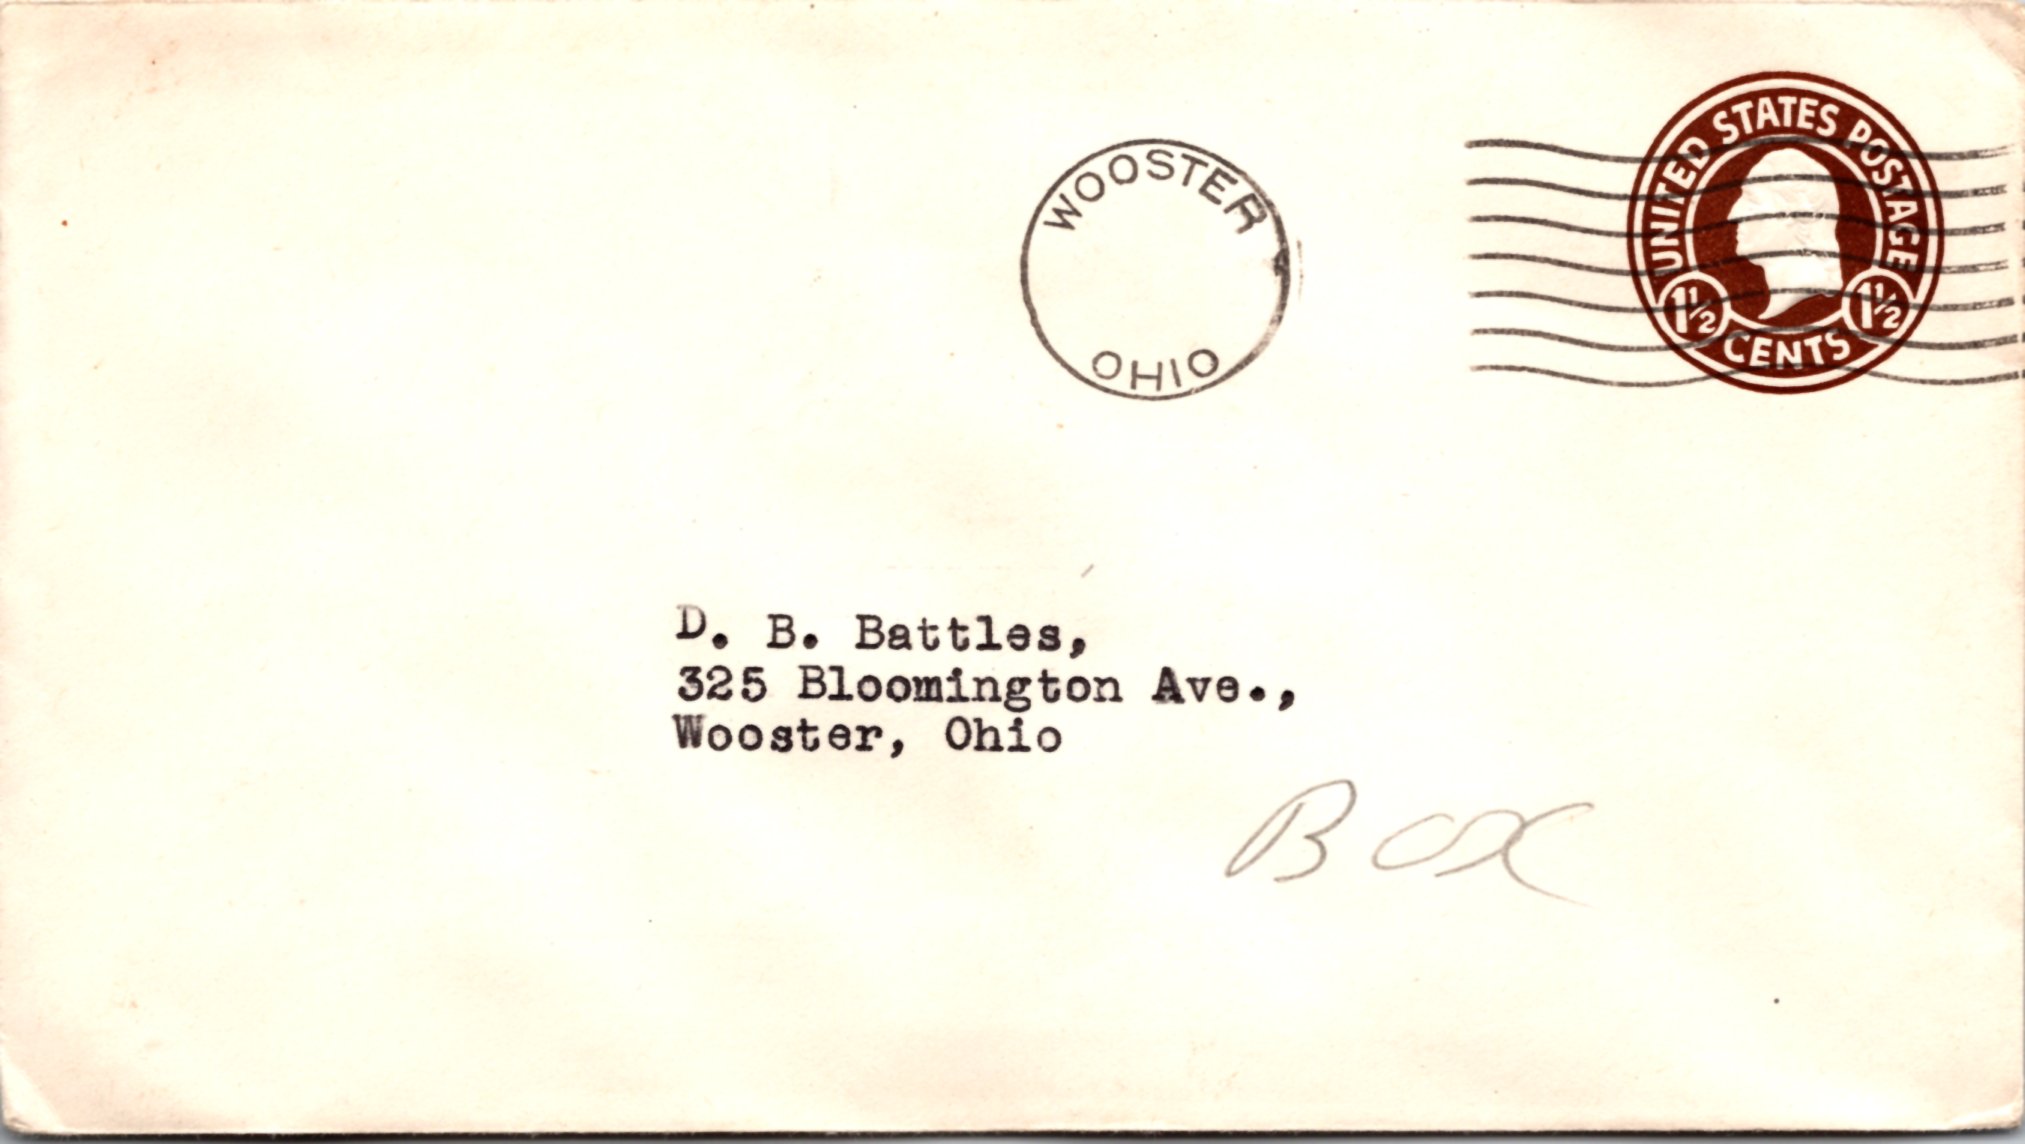 WOOSTER
OHIO
UNITED STATES POSTAGE
1½ 1½
CENTS
D. B. Battles,
325 Bloomington Ave.,
Wooster, Ohio
Box